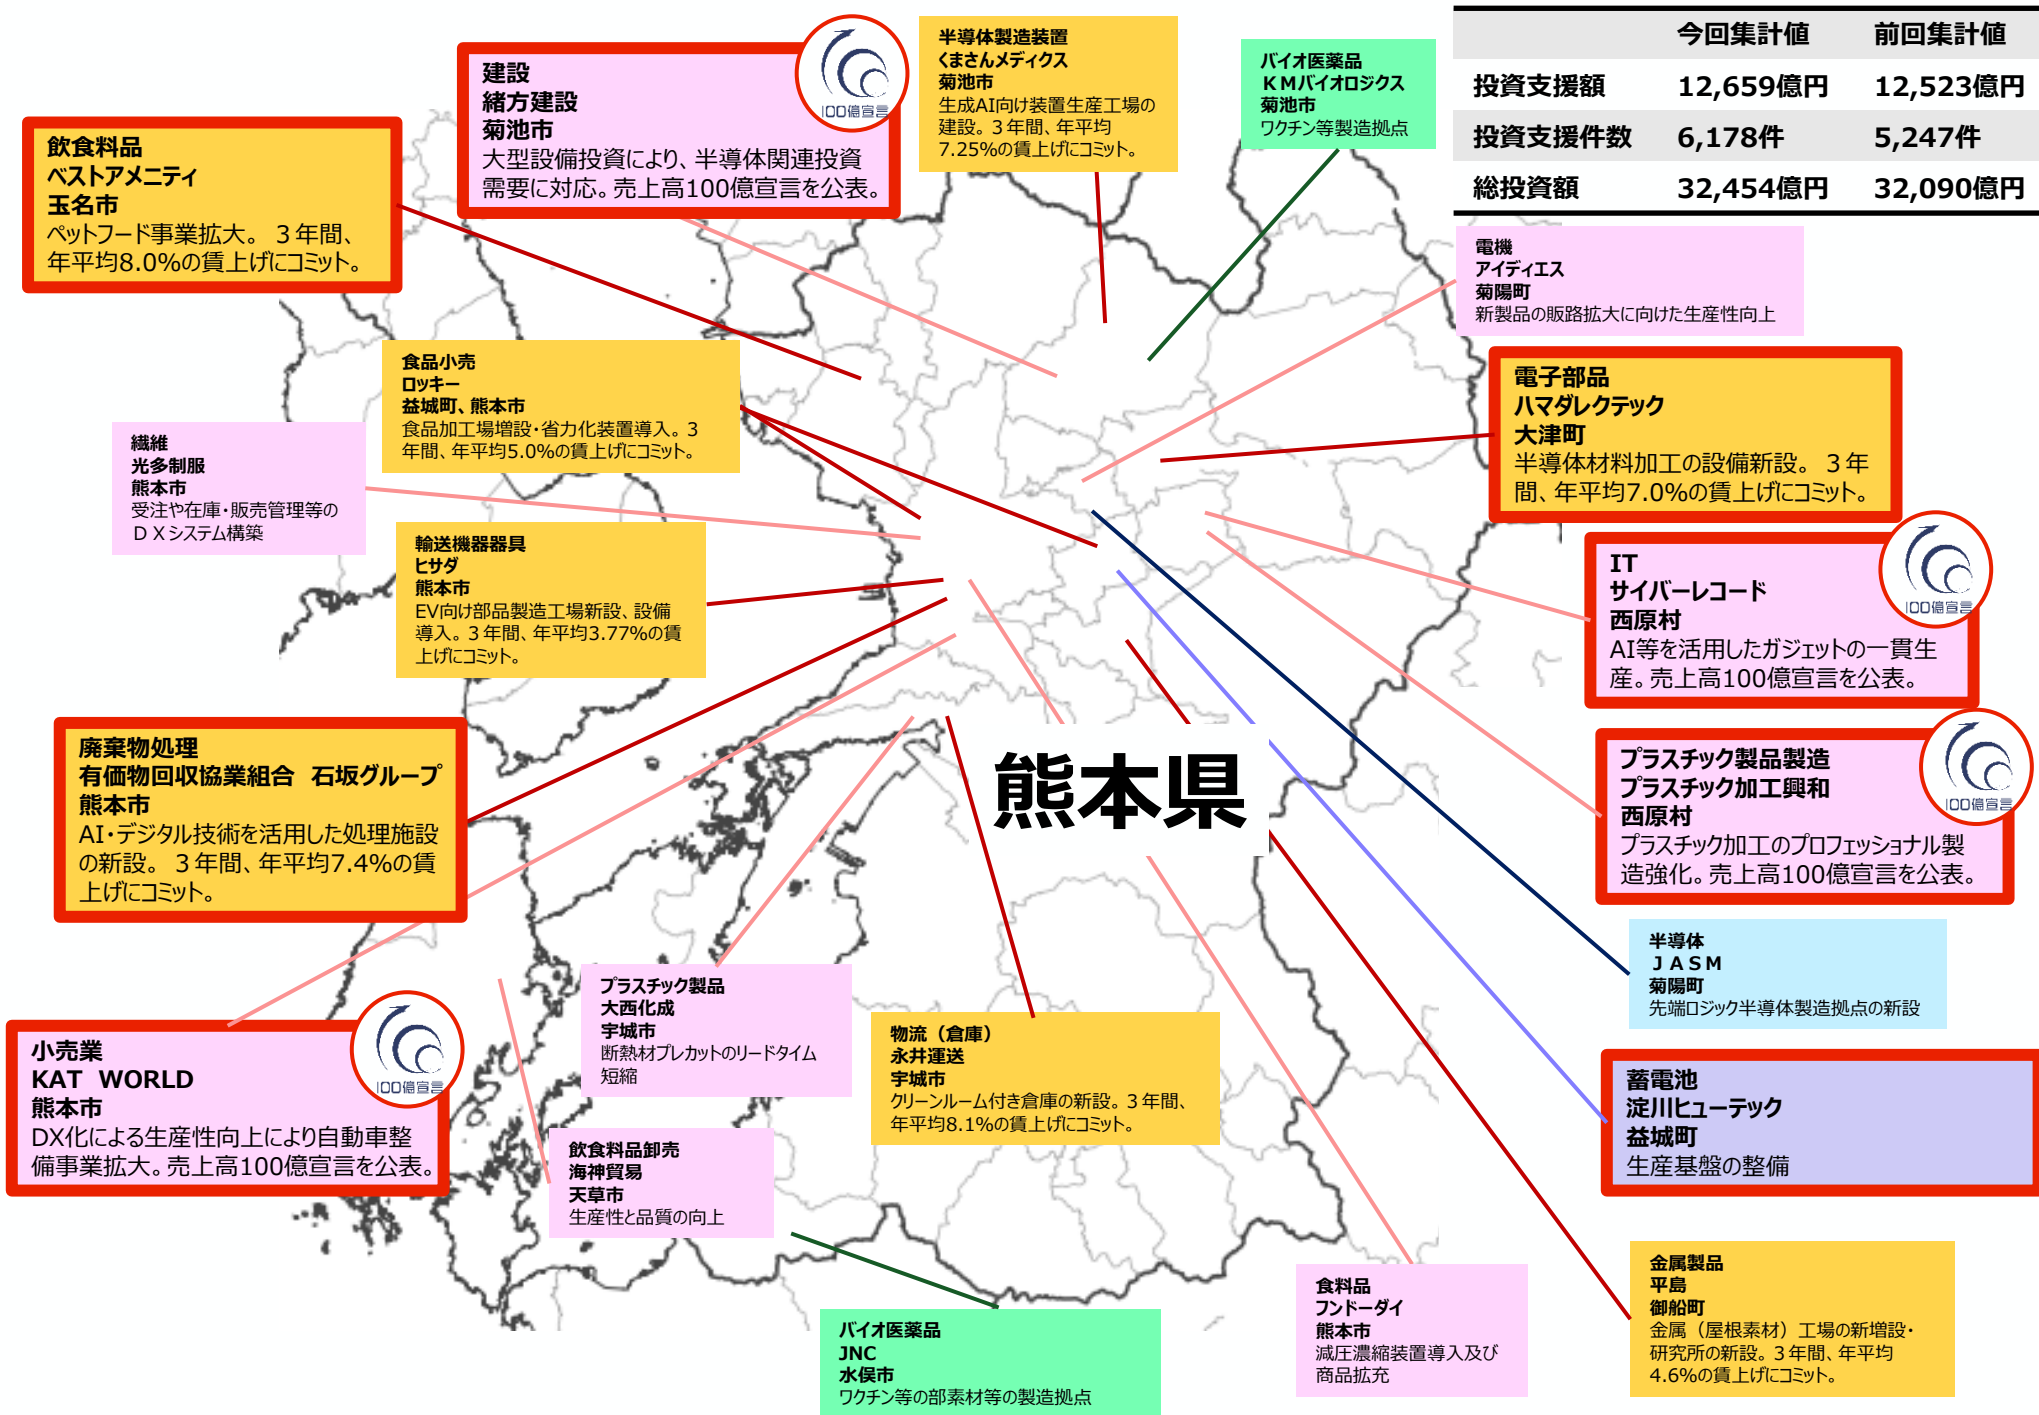 今回集計値 前回集計値
投資支援額 12,659億円 12,523億円
投資支援件数 6,178件 5,247件
総投資額 32,454億円 32,090億円
飲食料品
ベストアメニティ
玉名市
ペットフード事業拡大。 3年間、
年平均8.0%の賃上げにコミット。
建設
緒方建設
菊池市
大型設備投資により、半導体関連投資
需要に対応。売上高100億宣言を公表。
100億宣言
半導体製造装置
くまさんメディクス
菊池市
生成AI向け装置生産工場の
建設。3年間、年平均
7.25%の賃上げにコミット。
バイオ医薬品
KMバイオロジクス
菊池市
ワクチン等製造拠点
電機
アイディエス
菊陽町
新製品の販路拡大に向けた生産性向上
食品小売
ロッキー
益城町、熊本市
食品加工場増設・省力化装置導入。3
年間、年平均5.0%の賃上げにコミット。
電子部品
ハマダレクテック
大津町
半導体材料加工の設備新設。 3年
間、年平均7.0%の賃上げにコミット。
繊維
光多制服
熊本市
受注や在庫・販売管理等の
DXシステム構築
輸送機器器具
ヒサダ
熊本市
EV向け部品製造工場新設、設備
導入。3年間、年平均3.77%の賃
上げにコミット。
IT
サイバーレコード
西原村
AI等を活用したガジェットの一貫生
産。売上高100億宣言を公表。
100億宣言
廃棄物処理
有価物回収協業組合 石坂グループ
熊本市
AI・デジタル技術を活用した処理施設
の新設。 3年間、年平均7.4%の賃
上げにコミット。
熊本県
プラスチック製品製造
プラスチック加工興和
西原村
プラスチック加工のプロフェッショナル製
造強化。売上高100億宣言を公表。
100億宣言
半導体
JASM
菊陽町
先端ロジック半導体製造拠点の新設
プラスチック製品
大西化成
宇城市
断熱材プレカットのリードタイム
短縮
物流(倉庫)
永井運送
宇城市
クリーンルーム付き倉庫の新設。3年間、
年平均8.1%の賃上げにコミット。
小売業
KAT WORLD
熊本市
DX化による生産性向上により自動車整
備事業拡大。売上高100億宣言を公表。
100億宣言
蓄電池
淀川ヒューテック
益城町
生産基盤の整備
飲食料品卸売
海神貿易
天草市
生産性と品質の向上
バイオ医薬品
JNC
水俣市
ワクチン等の部素材等の製造拠点
食料品
フンドーダイ
熊本市
減圧濃縮装置導入及び
商品拡充
金属製品
平島
御船町
金属(屋根素材)工場の新増設・
研究所の新設。3年間、年平均
4.6%の賃上げにコミット。